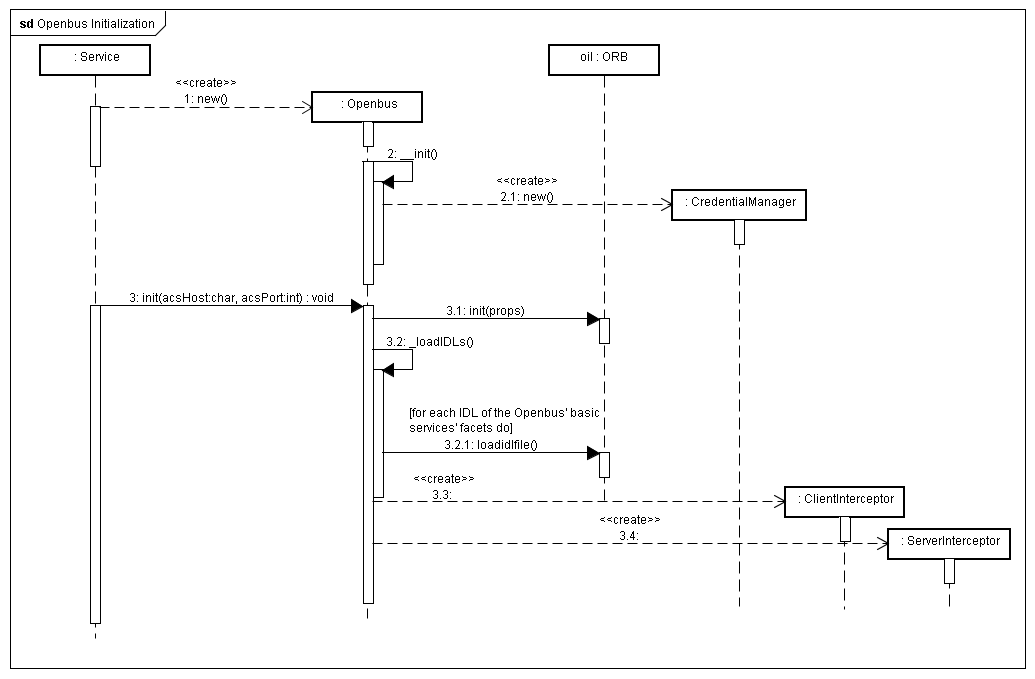 sd Openbus Initialization
: Service
oil : ORB
<<create>>
1: new()
: Openbus
2: __init()
<<create>>
2.1: new()
: CredentialManager
3: init(acsHost:char, acsPort:int) : void
3.1: init(props)
3.2: _loadIDLs()
[for each IDL of the Openbus' basic
services' facets do]
3.2.1: loadidlfile()
<<create>>
3.3:
: ClientInterceptor
<<create>>
3.4:
: ServerInterceptor